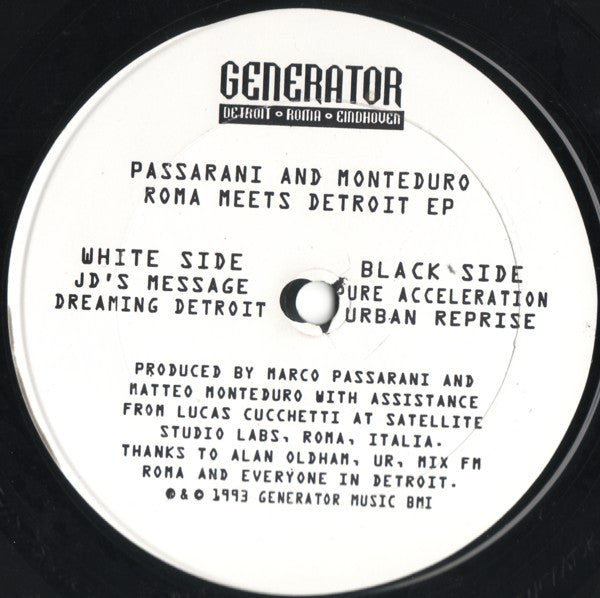 GENERATOR
DETROIT • ROMA • EINDHOVEN
PASSARANI AND MONTEDURO
ROMA MEETS DETROIT EP
WHITE SIDE
JD'S MESSAGE
DREAMING DETROIT
BLACK SIDE
URE ACCELERATION
URBAN REPRISE
PRODUCED BY MARCO PASSARANI AND
MATTEO MONTEDURO WITH ASSISTANCE
FROM LUCAS CUCCHETTI AT SATELLITE
STUDIO LABS, ROMA, ITALIA.
THANKS TO ALAN OLDHAM, UR, MIX FM
ROMA AND EVERYONE IN DETROIT.
℗ & © 1993 GENERATOR MUSIC BMI